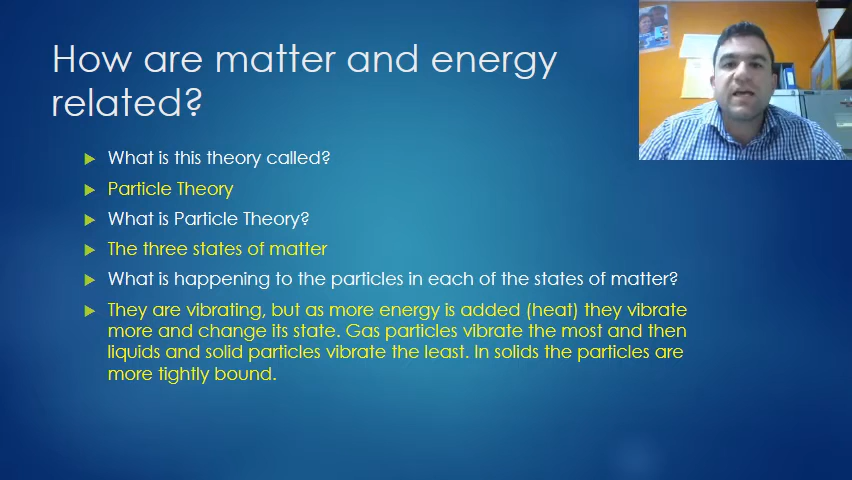 How are matter and energy
related?
What is this theory called?
Particle Theory
What is Particle Theory?
The three states of matter
What is happening to the particles in each of the states of matter?
They are vibrating, but as more energy is added (heat) they vibrate
more and change its state. Gas particles vibrate the most and then
liquids and solid particles vibrate the least. In solids the particles are
more tightly bound.